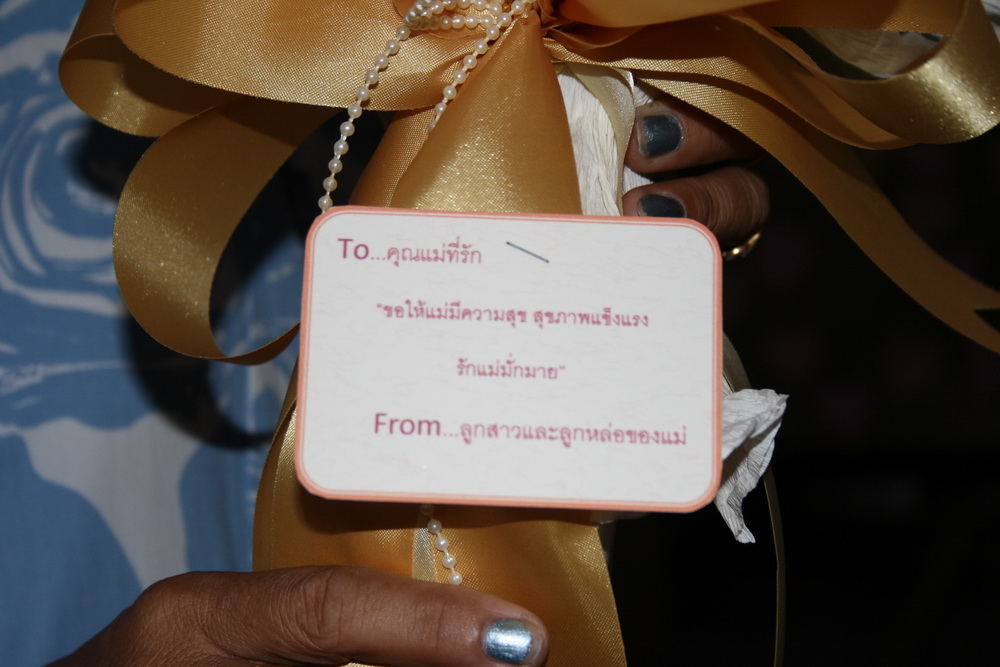 To...คุณแม่ที่รัก
"ขอให้แม่มีความสุข สุขภาพแข็งแรง
รักแม่มั่กมาย"
From...ลูกสาวและลูกหล่อของแม่